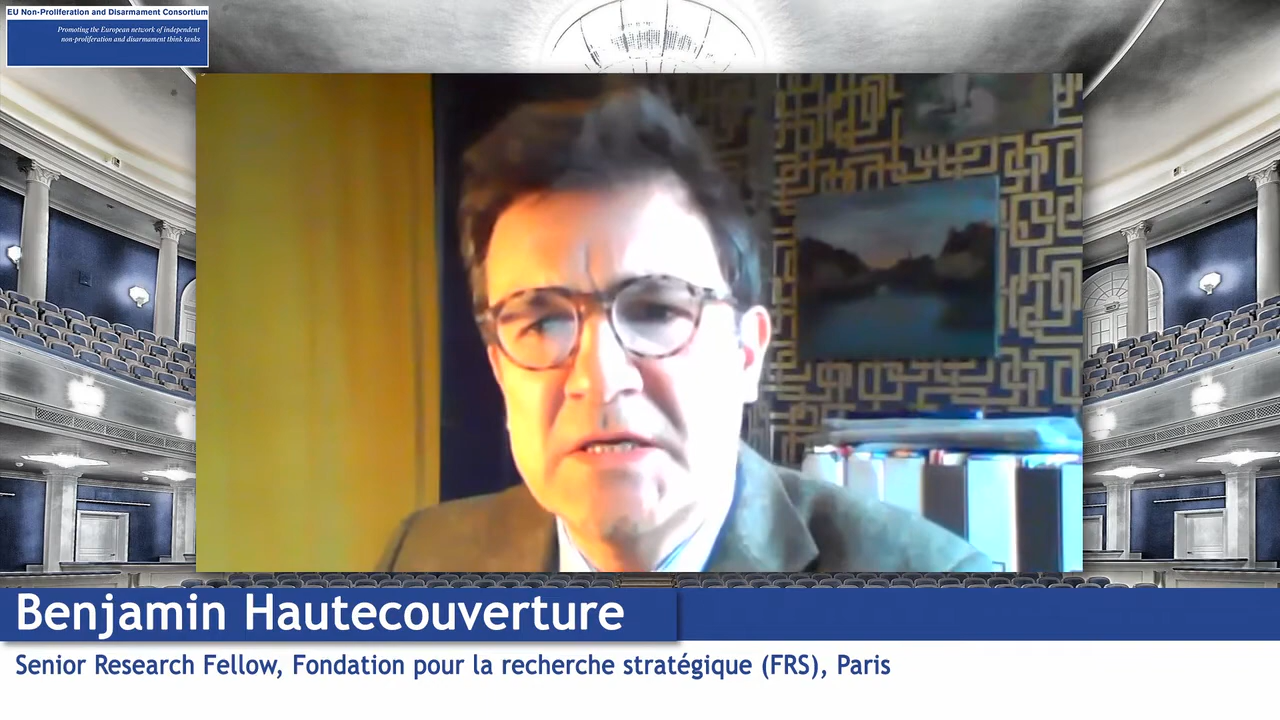 EU Non-Proliferation and Disarmament Consortium
Promoting the European network of independent
non-proliferation and disarmament think tanks
Benjamin Hautecouverture
Senior Research Fellow, Fondation pour la recherche stratégique (FRS), Paris